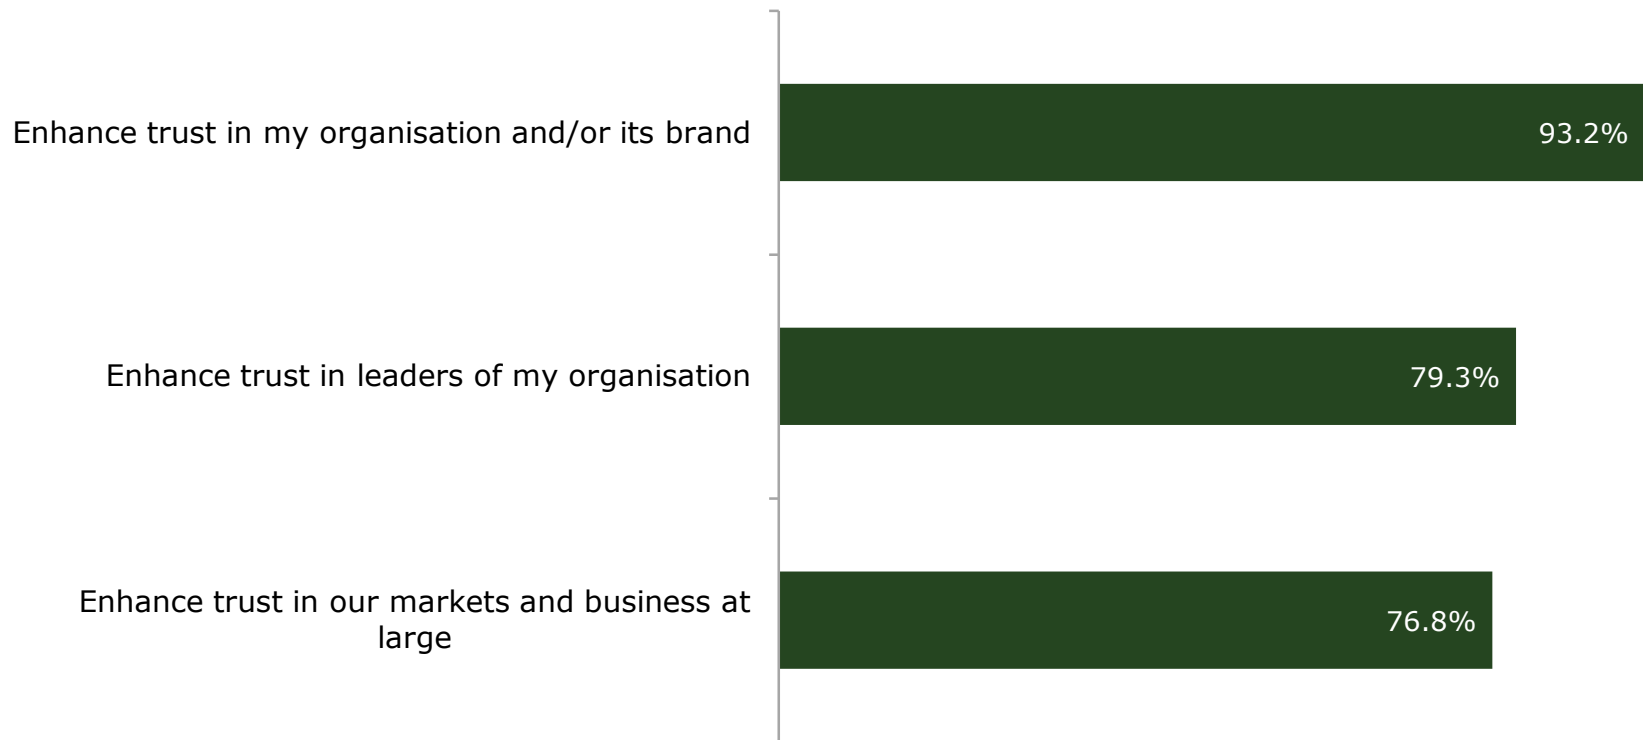 Enhance trust in my organisation and/or its brand
93.2%
Enhance trust in leaders of my organisation
79.3%
Enhance trust in our markets and business at
large
76.8%